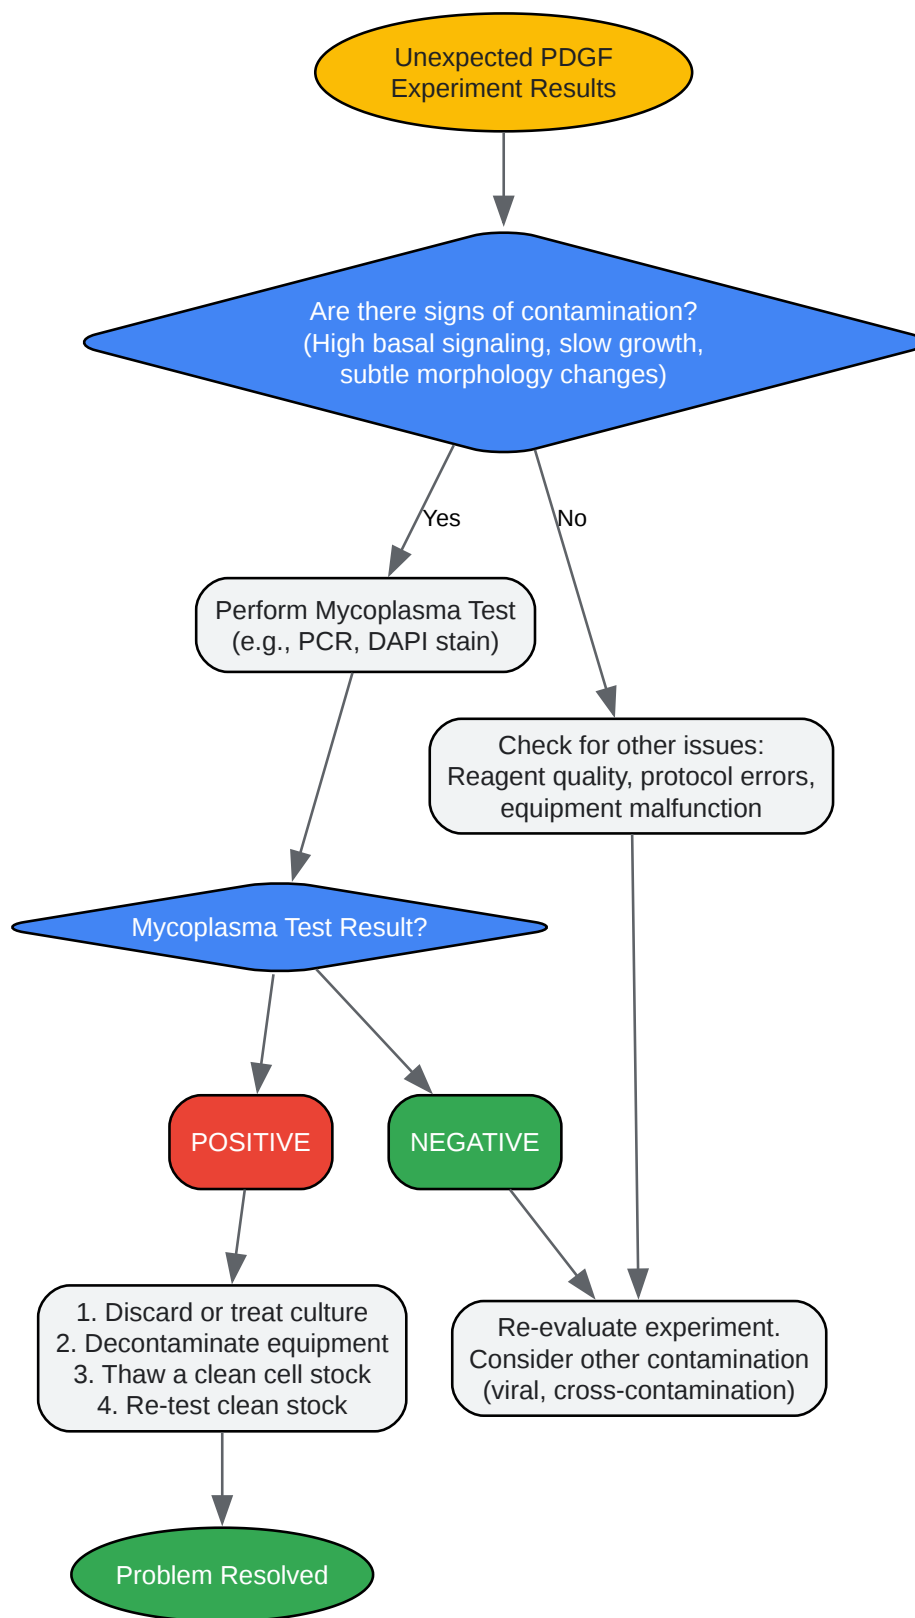 Unexpected PDGF
Experiment Results
Are there signs of contamination?
(High basal signaling, slow growth,
subtle morphology changes)
Yes
No
Perform Mycoplasma Test
(e.g., PCR, DAPI stain)
Check for other issues:
Reagent quality, protocol errors,
equipment malfunction
Mycoplasma Test Result?
POSITIVE
NEGATIVE
1. Discard or treat culture
2. Decontaminate equipment
3. Thaw a clean cell stock
4. Re-test clean stock
Re-evaluate experiment.
Consider other contamination
(viral, cross-contamination)
Problem Resolved